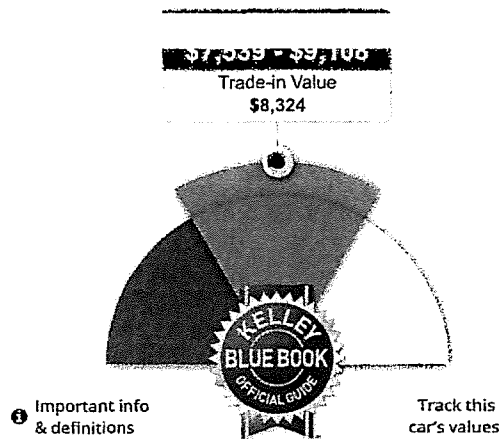 $7,539 - $9,108
Trade-in Value
$8,324
KELLEY
BLUE BOOK
OFFICIAL GUIDE
Important info
& definitions
Track this
car's values